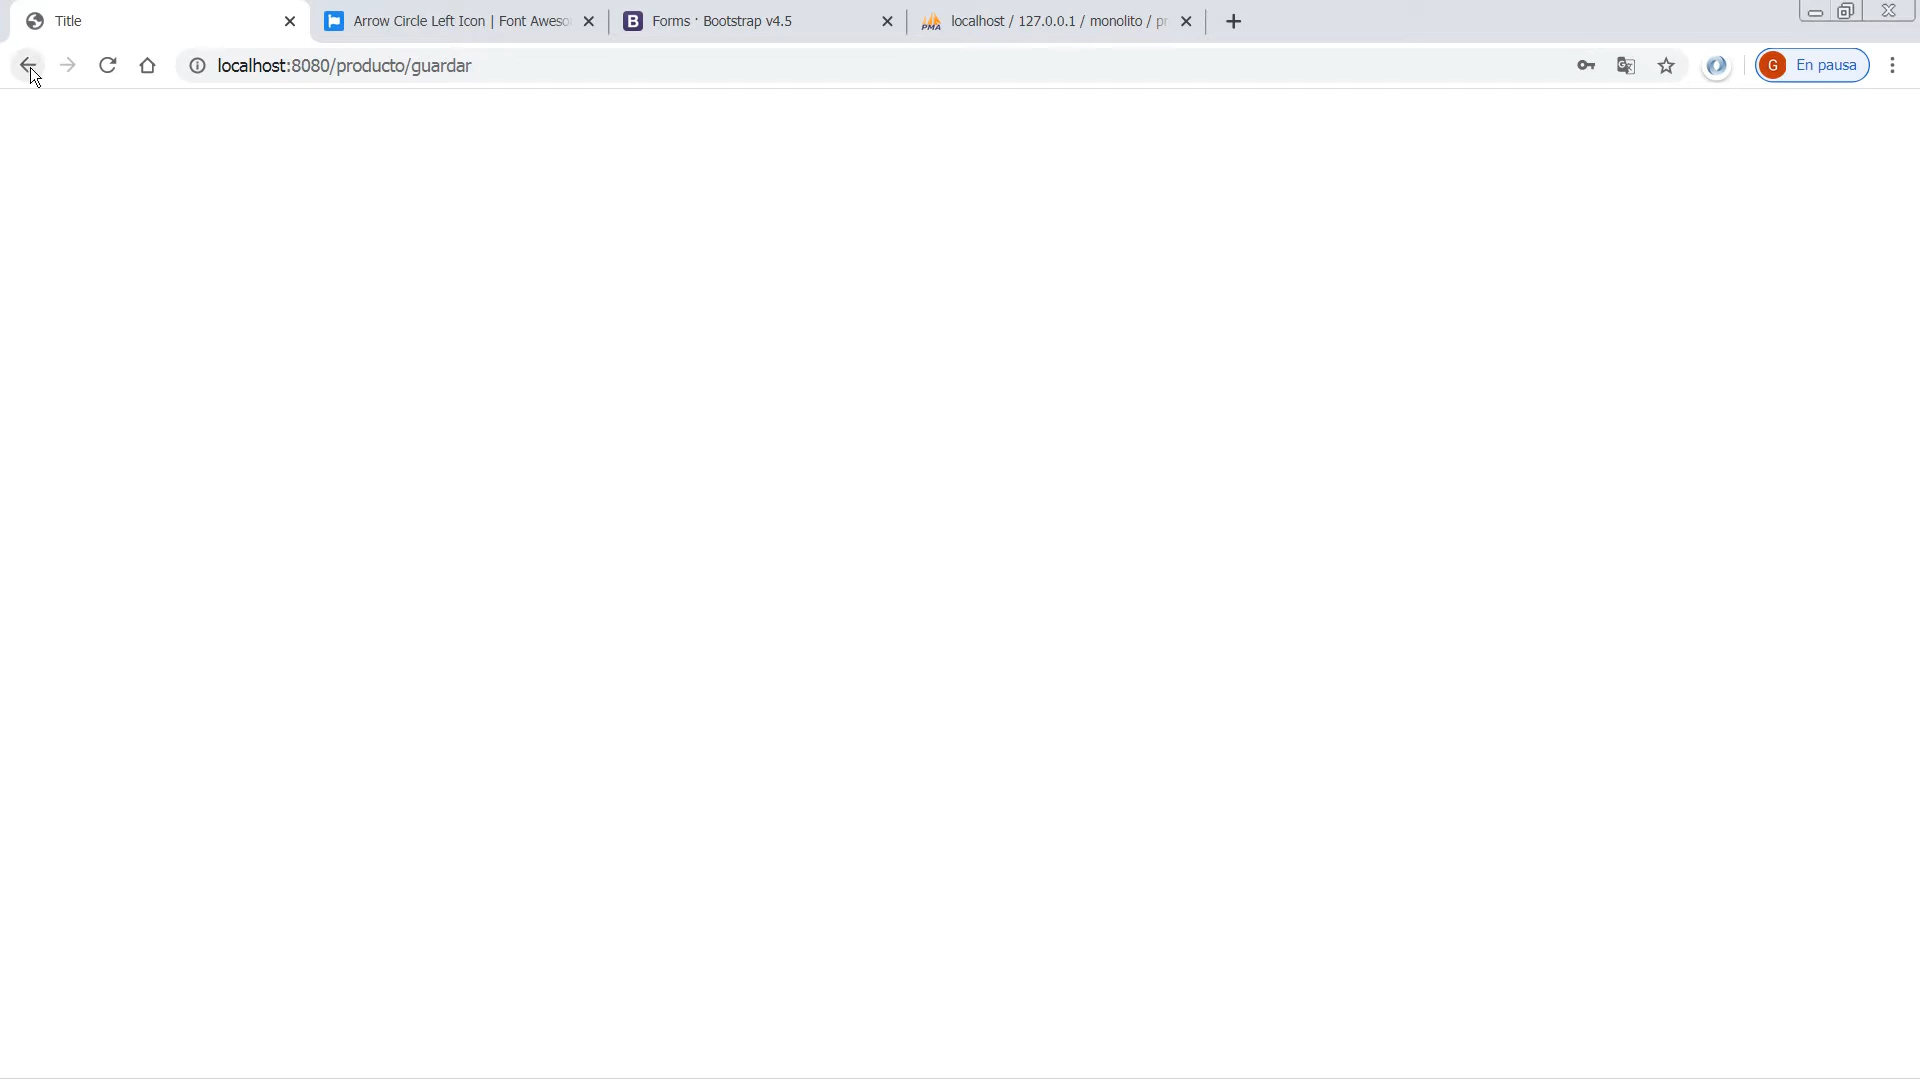 Title
Arrow Circle Left Icon | Font Aweso
B
Forms · Bootstrap v4.5
PMA
localhost / 127.0.0.1 / monolito / pr
localhost:8080/producto/guardar
G
En pausa